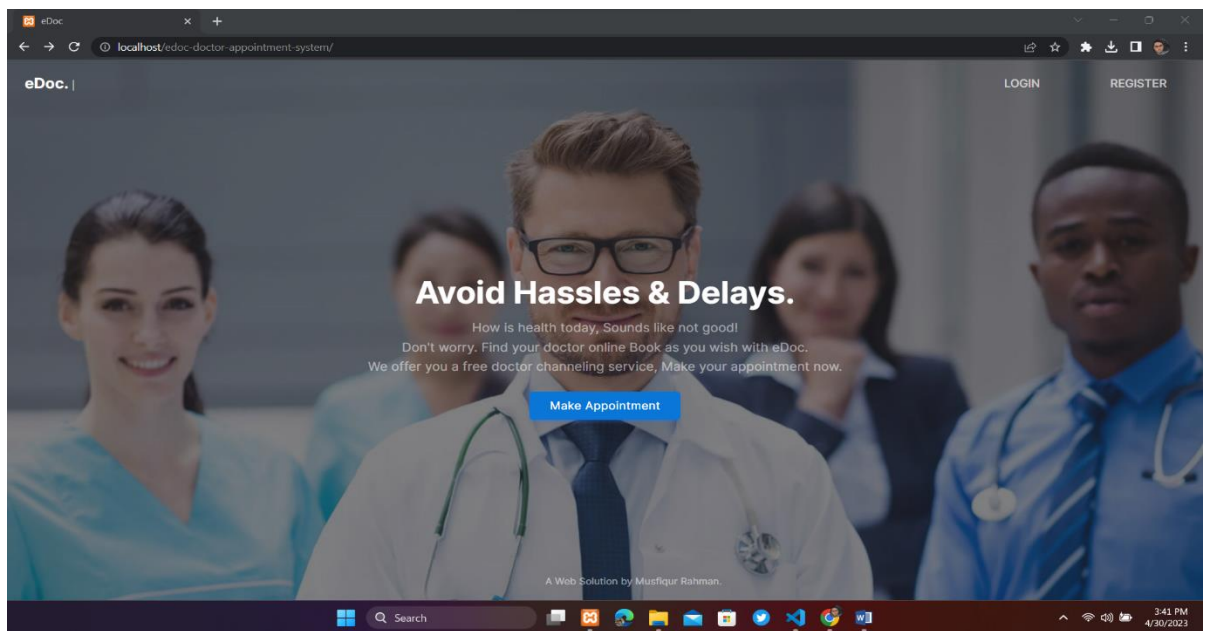 eDoc
localhost/edoc-doctor-appointment-system/
eDoc. |
LOGIN
REGISTER
Avoid Hassles & Delays.
How is health today, Sounds like not good!
Don't worry. Find your doctor online Book as you wish with eDoc.
We offer you a free doctor channeling service, Make your appointment now.
Make Appointment
A Web Solution by Musfiqur Rahman.
Search
3:41 PM
4/30/2023